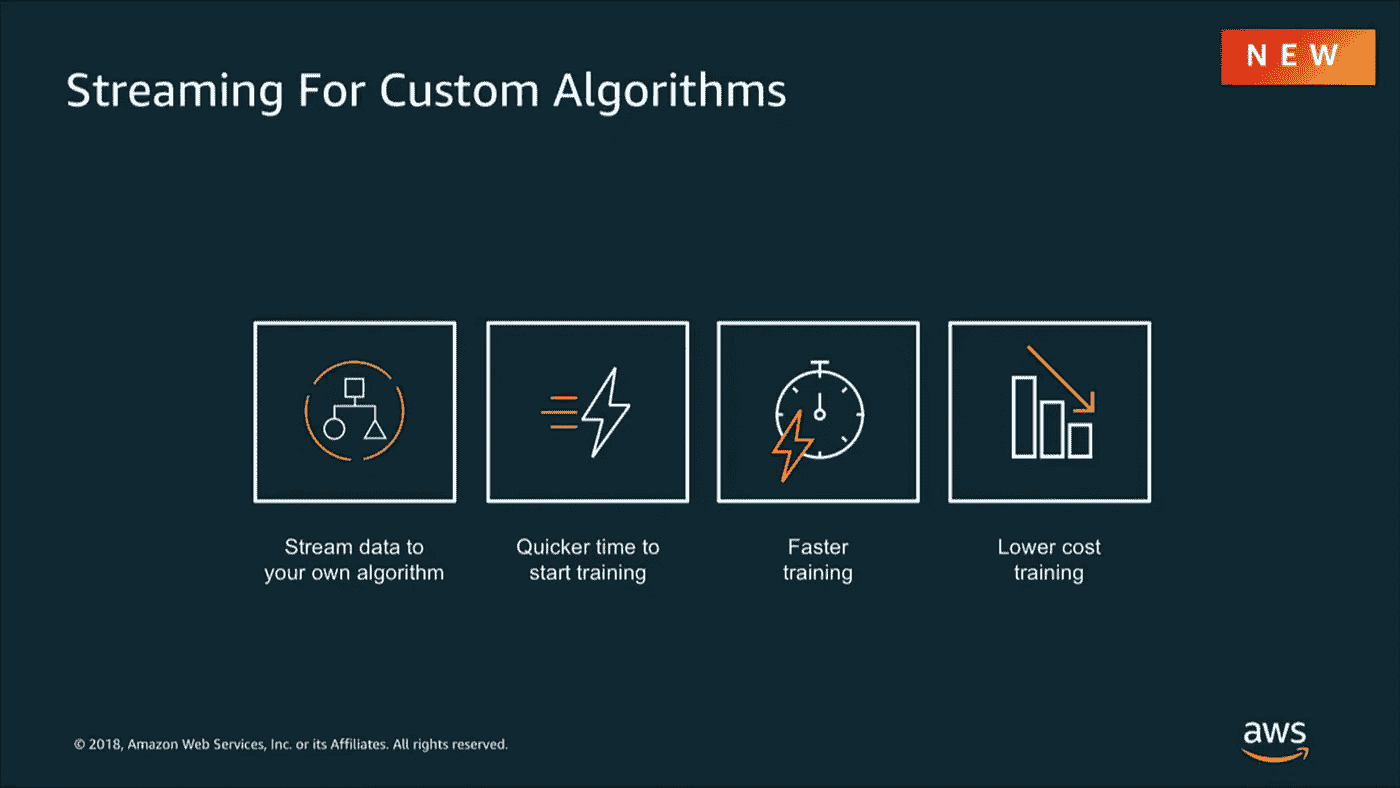 NEW
Streaming For Custom Algorithms
Stream data to
your own algorithm
Quicker time to
start training
Faster
training
Lower cost
training
© 2018, Amazon Web Services, Inc. or its Affiliates. All rights reserved.
aws